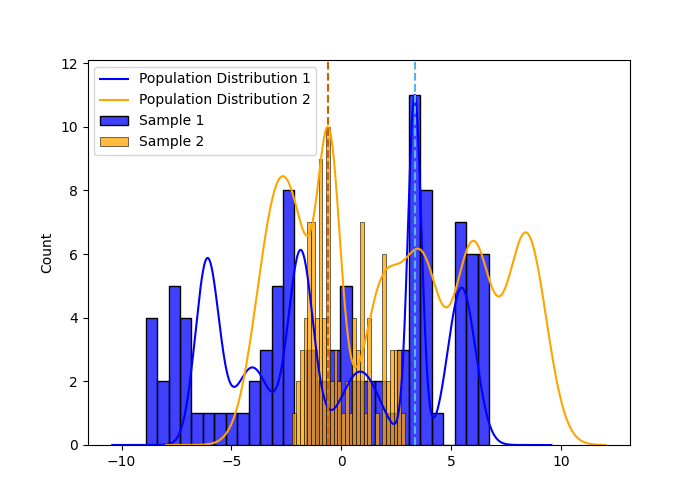 Population Distribution 1
Population Distribution 2
Sample 1
Sample 2
Count
12
10
8
6
4
2
0
−10
−5
0
5
10